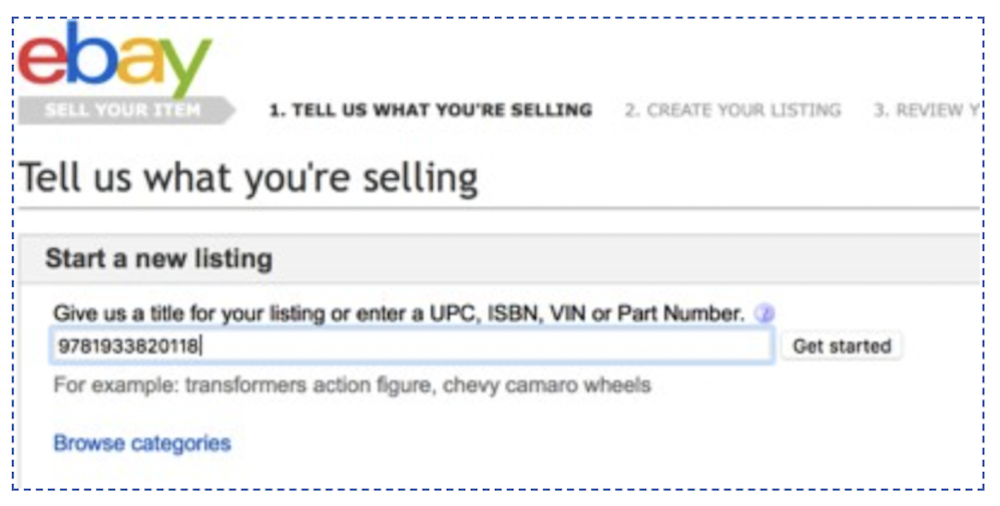 ebay
SELL YOUR ITEM 1. TELL US WHAT YOU'RE SELLING 2. CREATE YOUR LISTING 3. REVIEW Y
Tell us what you're selling
Start a new listing
Give us a title for your listing or enter a UPC, ISBN, VIN or Part Number. ?
9781933820118 Get started
For example: transformers action figure, chevy camaro wheels
Browse categories